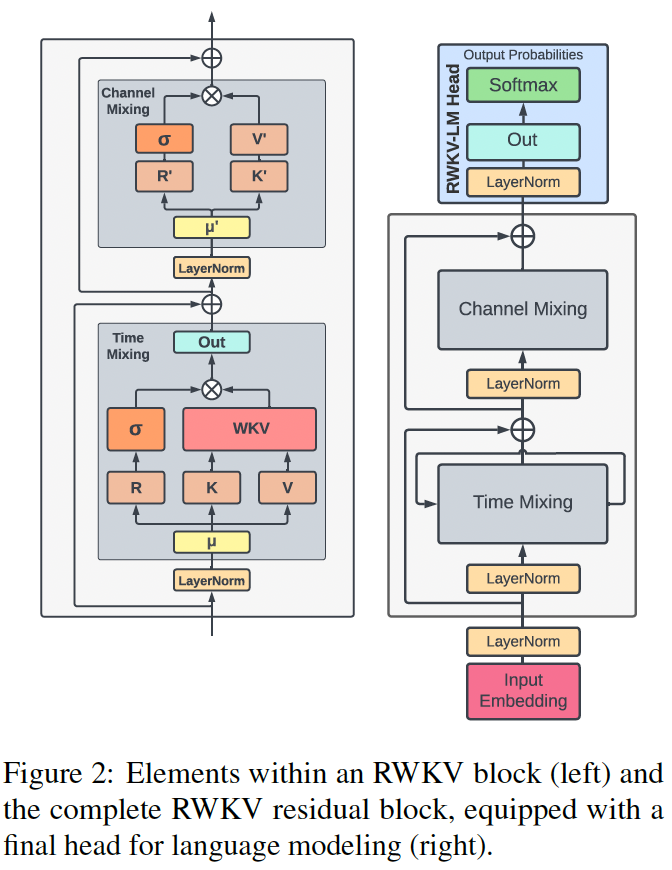 Channel
Mixing
σ
V'
R'
K'
μ'
LayerNorm
Time
Mixing
Out
σ
WKV
R
K
V
μ
LayerNorm
Output Probabilities
RWKV-LM Head
Softmax
Out
LayerNorm
Channel Mixing
LayerNorm
Time Mixing
LayerNorm
LayerNorm
Input
Embedding
Figure 2: Elements within an RWKV block (left) and
the complete RWKV residual block, equipped with a
final head for language modeling (right).